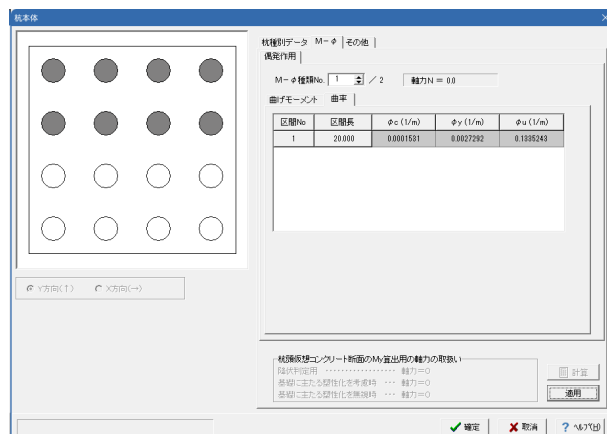 杭本体
杭種別データ M-φ その他
偶発作用
M-φ種類No. 1 / 2 軸力N = 0.0
曲げモーメント 曲率
区間No 区間長 φc(1/m) φy(1/m) φu(1/m)
1 20.000 0.0001531 0.0027292 0.1335243
Y方向(↑) X方向(→)
杭頭仮想コンクリート断面のMy算出用の軸力の取扱い
降伏判定用 ・・・・・・・・・・・・・・・・・・ 軸力=0
基礎に主たる塑性化を考慮時 ・・・ 軸力=0
基礎に主たる塑性化を無視時 ・・・ 軸力=0
計算
適用
確定 取消 ? ヘルプ(H)